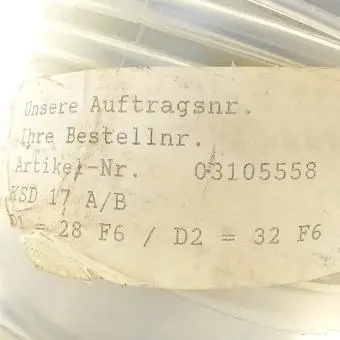 Unsere Auftragsnr.
Ihre Bestellnr.
Artikel-Nr. 03105558
KSD 17 A/B
D1 = 28 F6 / D2 = 32 F6